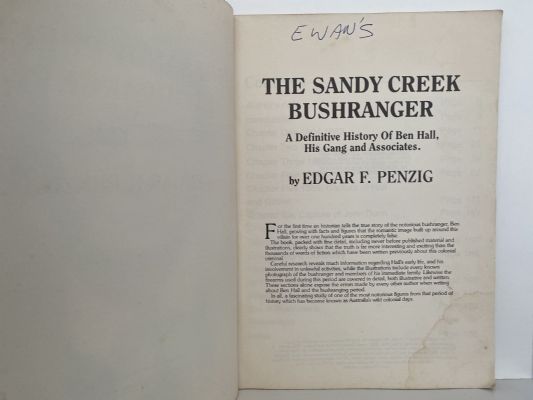 EWAN'S
THE SANDY CREEK
BUSHRANGER
A Definitive History Of Ben Hall,
His Gang and Associates.
by EDGAR F. PENZIG
For the first time an historian tells the true story of the notorious bushranger, Ben
Hall, proving with facts and figures that the romantic image built up around this
villain for over one hundred years is completely false.
The book, packed with fine detail, including never before published material and
illustrations, clearly shows that the truth is far more interesting and exciting than the
thousands of words of fiction which have been written previously about this colonial
criminal.
Careful research reveals much information regarding Hall's early life, and his
involvement in unlawful activities, while the illustrations include every known
photograph of the bushranger and members of his immediate family. Likewise the
firearms used during this period are covered in detail, both illustrative and written.
These sections alone expose the errors made by every other author when writing
about Ben Hall and the bushranging period.
In all, a fascinating study of one of the most notorious figures from that period of
history which has become known as Australia's wild colonial days.